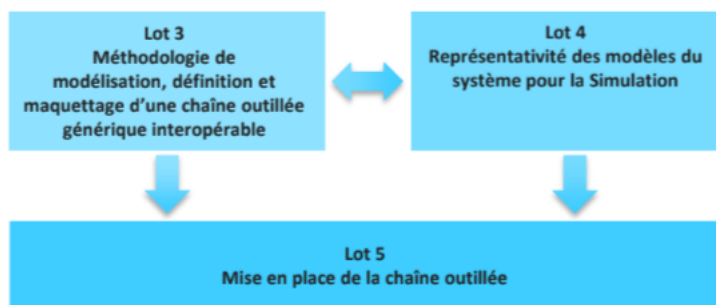 Lot 3
Méthodologie de
modélisation, définition et
maquettage d'une chaîne outillée
générique interopérable
Lot 4
Représentativité des modèles du
système pour la Simulation
Lot 5
Mise en place de la chaîne outillée